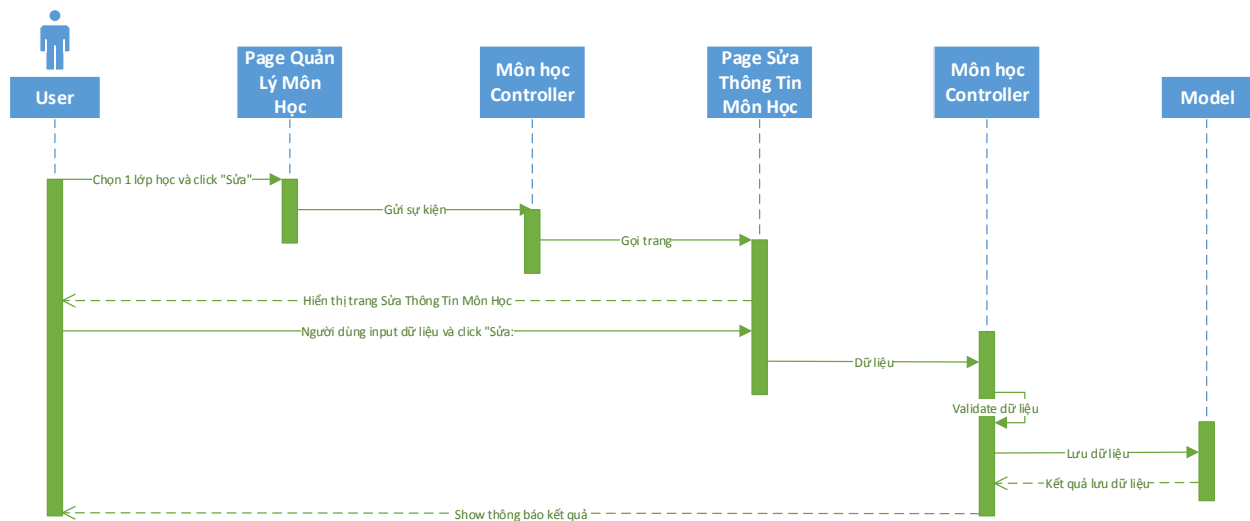 User
Page Quản
Lý Môn
Học
Môn học
Controller
Page Sửa
Thông Tin
Môn Học
Môn học
Controller
Model
Chọn 1 lớp học và click "Sửa"
Gửi sự kiện
Gọi trang
Hiển thị trang Sửa Thông Tin Môn Học
Người dùng input dữ liệu và click "Sửa:
Dữ liệu
Validate dữ liệu
Lưu dữ liệu
Kết quả lưu dữ liệu
Show thông báo kết quả